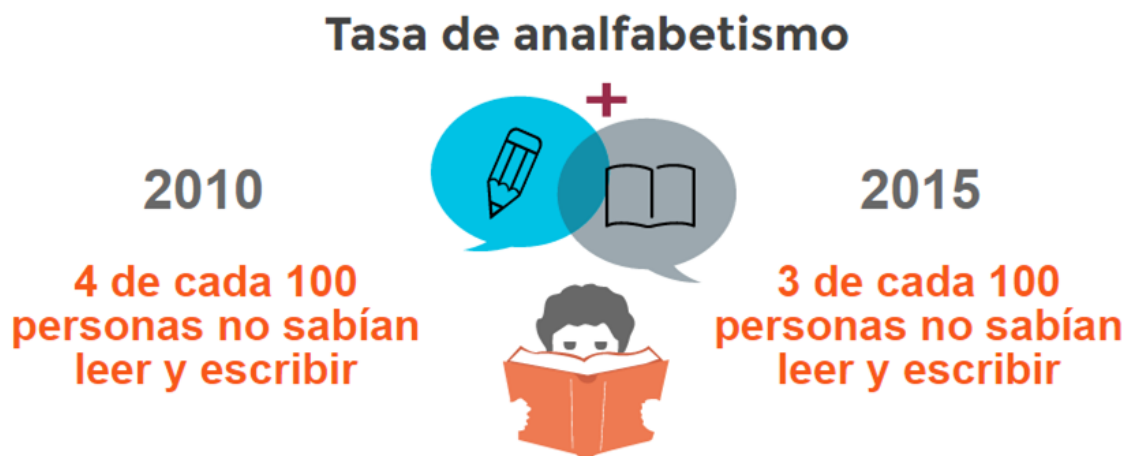 Tasa de analfabetismo
2010
4 de cada 100
personas no sabían
leer y escribir
2015
3 de cada 100
personas no sabían
leer y escribir